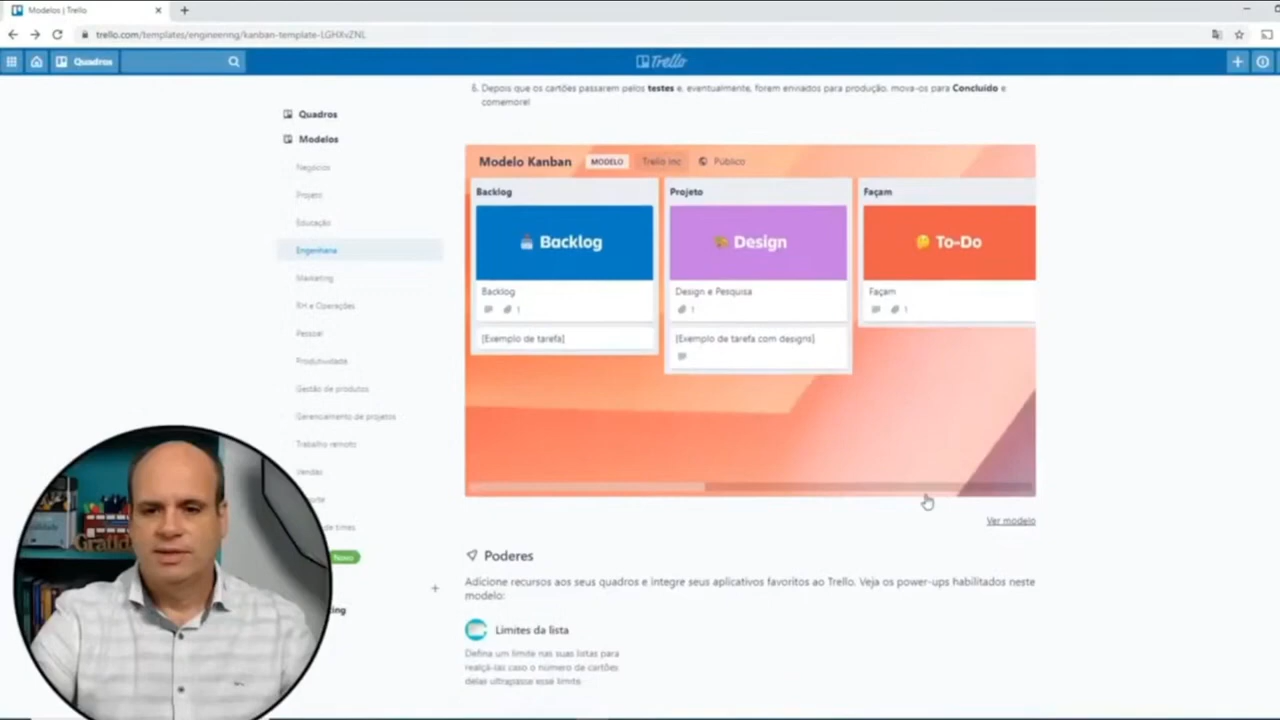 Modelos | Trello
trello.com/templates/engineering/kanban-template-LGHXvZNL
Quadros
Trello
6. Depois que os cartões passarem pelos testes e, eventualmente, forem enviados para produção, mova-os para Concluído e
comemore!
Quadros
Modelos
Negócios
Projeto
Educação
Engenharia
Marketing
RH e Operações
Pessoal
Produtividade
Gestão de produtos
Gerenciamento de projetos
Trabalho remoto
Vendas
de times
Novo
Modelo Kanban MODELO Trello Inc Público
Backlog
Backlog
Backlog
1
[Exemplo de tarefa]
Projeto
Design
Design e Pesquisa
1
[Exemplo de tarefa com designs]
Façam
To-Do
Façam
1
Ver modelo
Poderes
Adicione recursos aos seus quadros e integre seus aplicativos favoritos ao Trello. Veja os power-ups habilitados neste
modelo:
Limites da lista
Defina um limite nas suas listas para
realçá-las caso o número de cartões
delas ultrapasse esse limite.